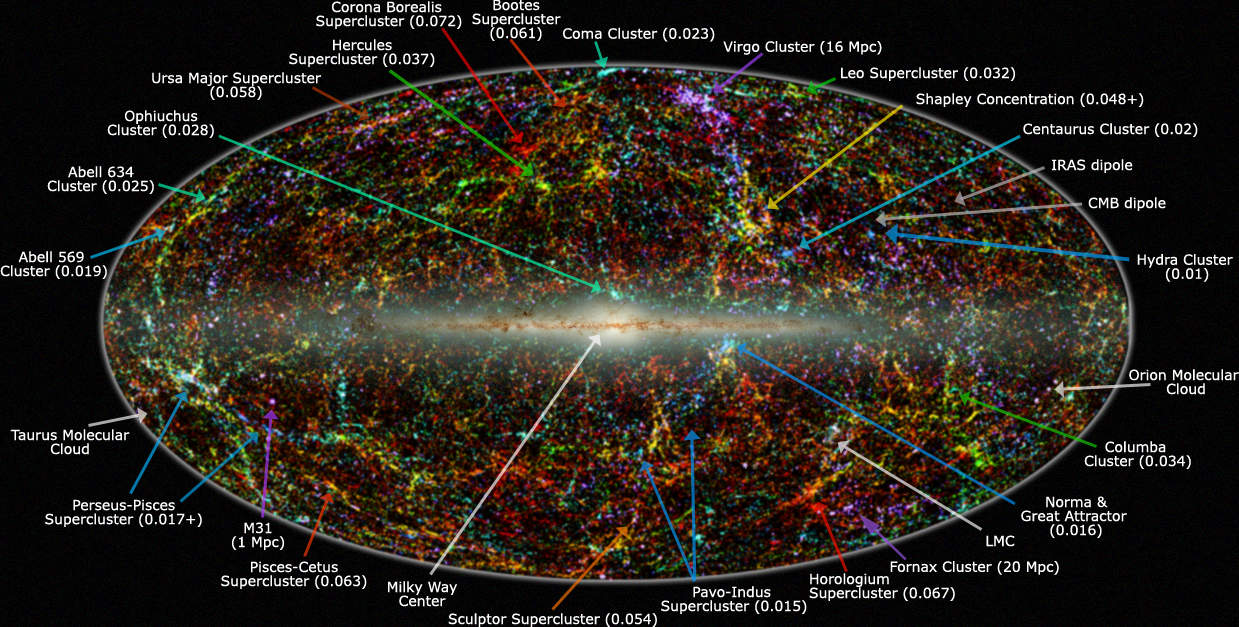 Corona Borealis
Supercluster (0.072)
Bootes
Supercluster
(0.061)
Coma Cluster (0.023)
Hercules
Supercluster (0.037)
Virgo Cluster (16 Mpc)
Ursa Major Supercluster
(0.058)
Leo Supercluster (0.032)
Shapley Concentration (0.048+)
Ophiuchus
Cluster (0.028)
Centaurus Cluster (0.02)
Abell 634
Cluster (0.025)
IRAS dipole
CMB dipole
Abell 569
Cluster (0.019)
Hydra Cluster
(0.01)
Orion Molecular
Cloud
Taurus Molecular
Cloud
Columba
Cluster (0.034)
Perseus-Pisces
Supercluster (0.017+)
Norma &
Great Attractor
(0.016)
M31
(1 Mpc)
LMC
Pisces-Cetus
Supercluster (0.063)
Fornax Cluster (20 Mpc)
Milky Way
Center
Horologium
Supercluster (0.067)
Pavo-Indus
Supercluster (0.015)
Sculptor Supercluster (0.054)